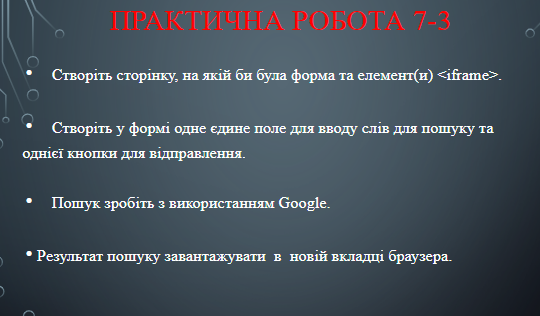 ПРАКТИЧНА РОБОТА 7-3
• Створіть сторінку, на якій би була форма та елемент(и) <iframe>.
• Створіть у формі одне єдине поле для вводу слів для пошуку та
однієї кнопки для відправлення.
• Пошук зробіть з використанням Google.
• Результат пошуку завантажувати в новій вкладці браузера.